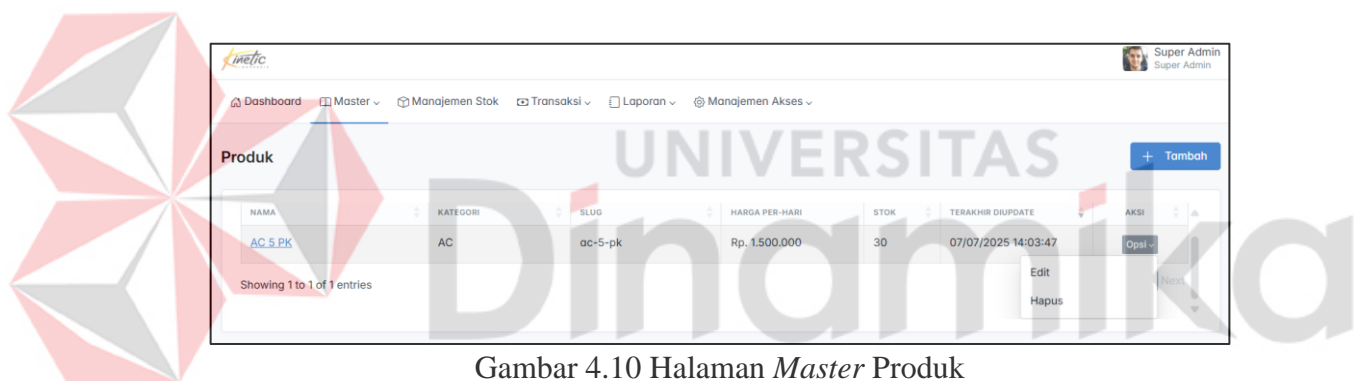 Kinetic
Super Admin
Super Admin
Dashboard Master Manajemen Stok Transaksi Laporan Manajemen Akses
UNIVERSITAS
Dinamika
Produk
+ Tambah
NAMA KATEGORI SLUG HARGA PER-HARI STOK TERAKHIR DIUPDATE AKSI
AC 5 PK AC ac-5-pk Rp. 1.500.000 30 07/07/2025 14:03:47 Opsi
Edit
Showing 1 to 1 of 1 entries Next
Hapus
Gambar 4.10 Halaman Master Produk